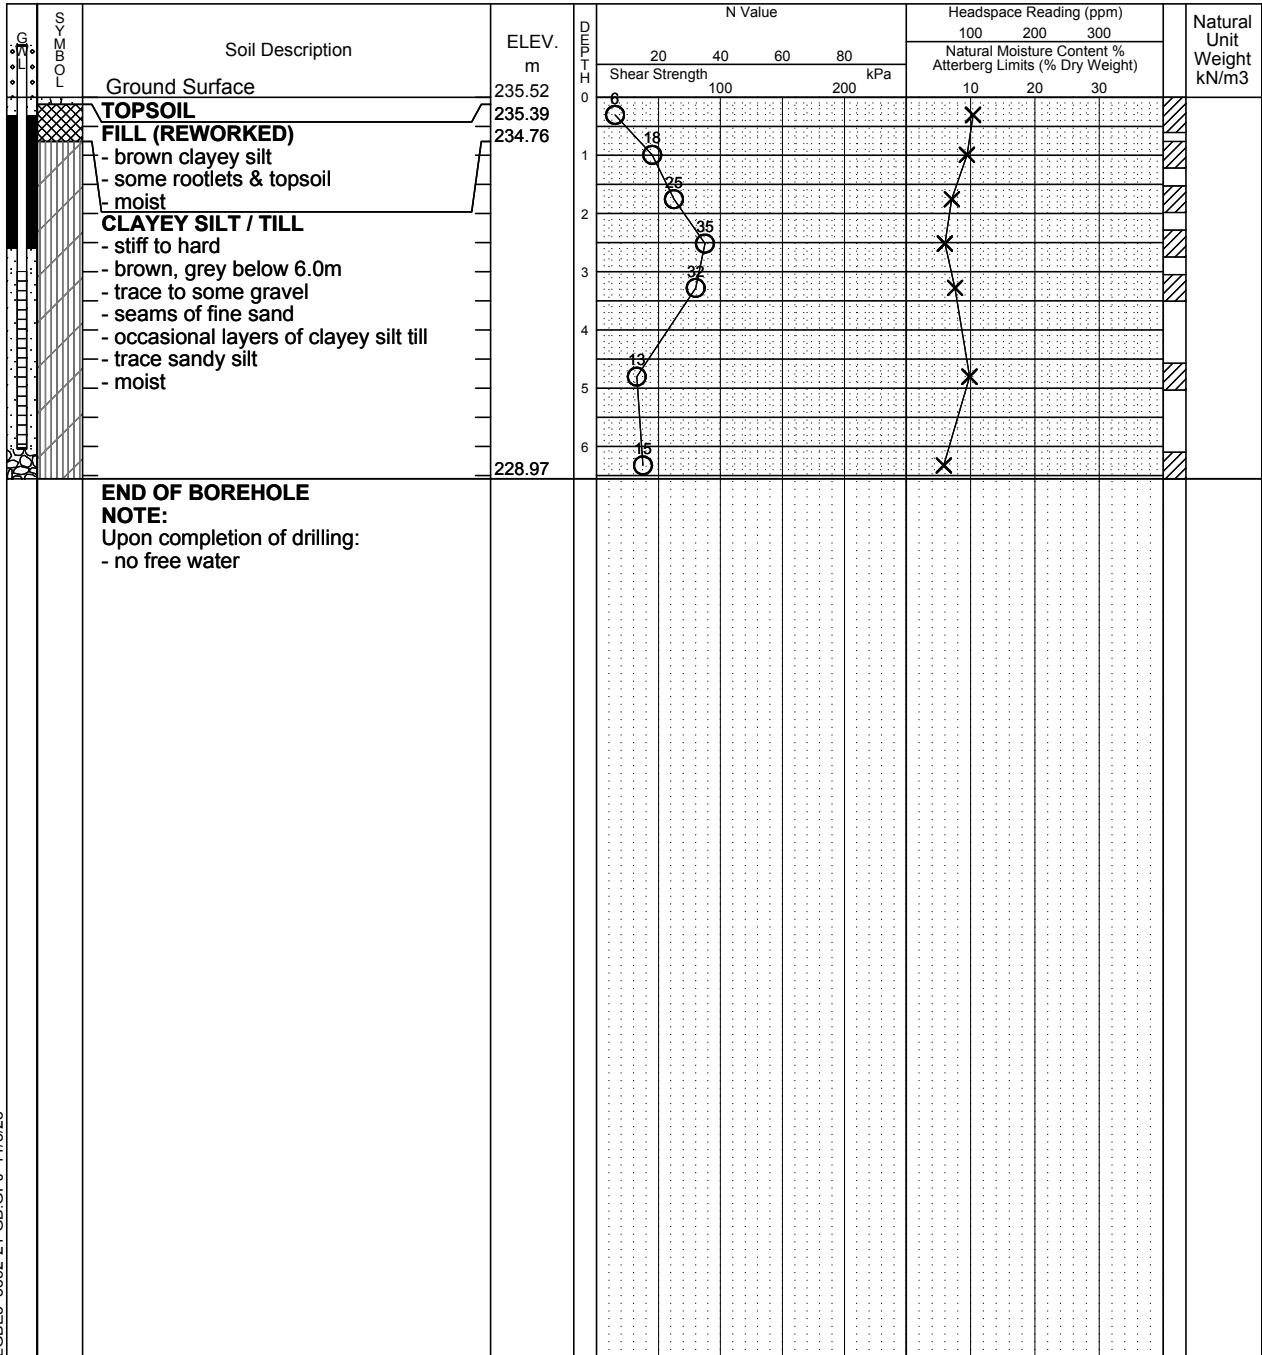 GWL
SYMBOL
Soil Description
Ground Surface
ELEV.
m
235.52
DEPTH
N Value
20 40 60 80
Shear Strength kPa
100 200
Headspace Reading (ppm)
100 200 300
Natural Moisture Content %
Atterberg Limits (% Dry Weight)
10 20 30
Natural
Unit
Weight
kN/m3
0
TOPSOIL 235.39
6
FILL (REWORKED) 234.76
18
- brown clayey silt
1
- some rootlets & topsoil
25
- moist
2
CLAYEY SILT / TILL
35
- stiff to hard
- brown, grey below 6.0m
3
32
- trace to some gravel
- seams of fine sand
4
- occasional layers of clayey silt till
- trace sandy silt
13
- moist
5
6
15
228.97
END OF BOREHOLE
NOTE:
Upon completion of drilling:
- no free water